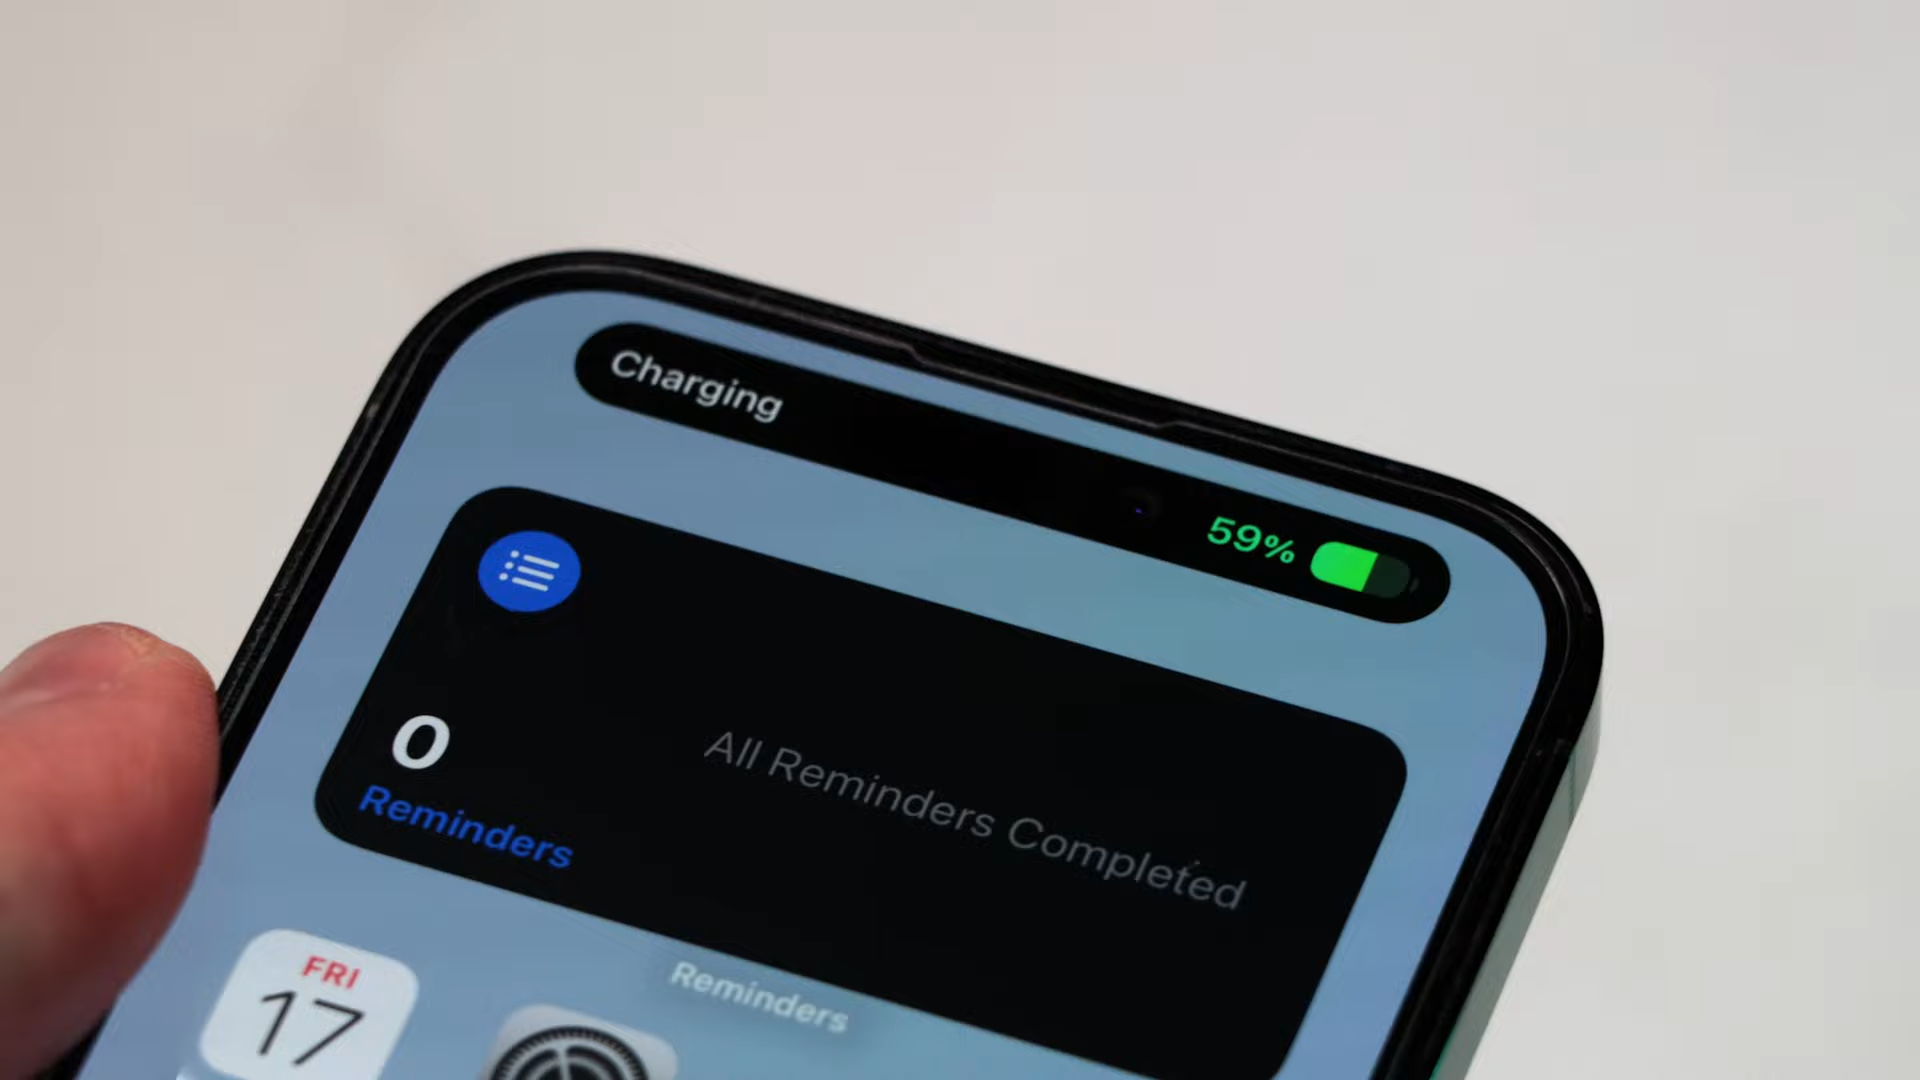 Charging
59%
0
Reminders
All Reminders Completed
Reminders
FRI
17